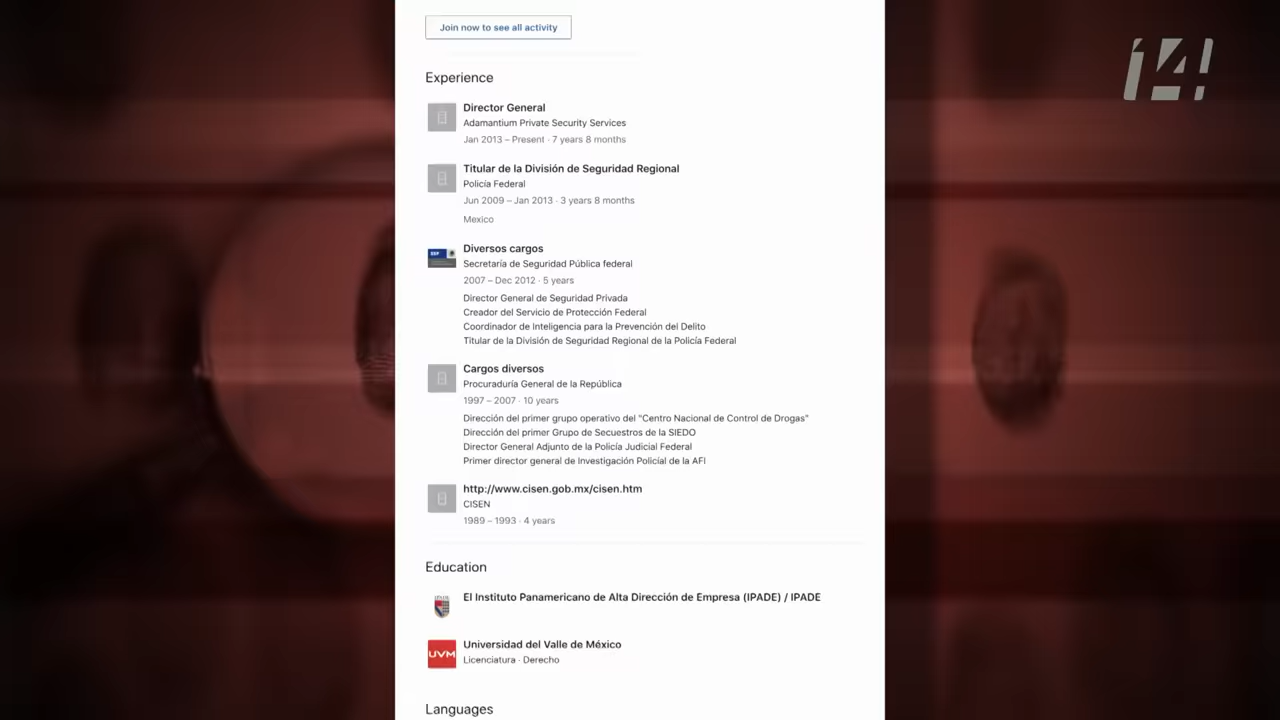 Join now to see all activity
14!
Experience
Director General
Adamantium Private Security Services
Jan 2013 – Present · 7 years 8 months
Titular de la División de Seguridad Regional
Policía Federal
Jun 2009 – Jan 2013 · 3 years 8 months
Mexico
Diversos cargos
SSP
Secretaría de Seguridad Pública federal
2007 – Dec 2012 · 5 years
Director General de Seguridad Privada
Creador del Servicio de Protección Federal
Coordinador de Inteligencia para la Prevención del Delito
Titular de la División de Seguridad Regional de la Policía Federal
Cargos diversos
Procuraduría General de la República
1997 – 2007 · 10 years
Dirección del primer grupo operativo del "Centro Nacional de Control de Drogas"
Dirección del primer Grupo de Secuestros de la SIEDO
Director General Adjunto de la Policía Judicial Federal
Primer director general de Investigación Policial de la AFI
http://www.cisen.gob.mx/cisen.htm
CISEN
1989 – 1993 · 4 years
Education
IPADE
El Instituto Panamericano de Alta Dirección de Empresa (IPADE) / IPADE
UVM
Universidad del Valle de México
Licenciatura · Derecho
Languages